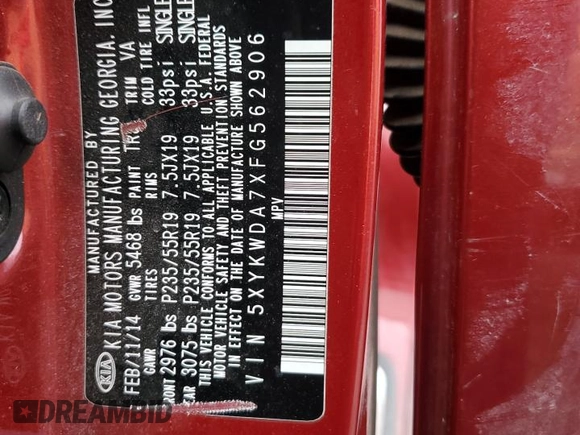 MANUFACTURED BY
KIA MOTORS MANUFACTURING GEORGIA, INC
FEB/11/14 GVWR 5468 lbs PAINT TRIM VA
GAWR TIRES RIMS COLD TIRE INFL
2976 lbs P235/55R19 7.5JX19 33psi SINGLE
3075 lbs P235/55R19 7.5JX19 33psi SINGLE
THIS VEHICLE CONFORMS TO ALL APPLICABLE U.S.A. FEDERAL
MOTOR VEHICLE SAFETY AND THEFT PREVENTION STANDARDS
IN EFFECT ON THE DATE OF MANUFACTURE SHOWN ABOVE
VIN 5XYKWDA7XFG562906
MPV
KIA
DREAMBID